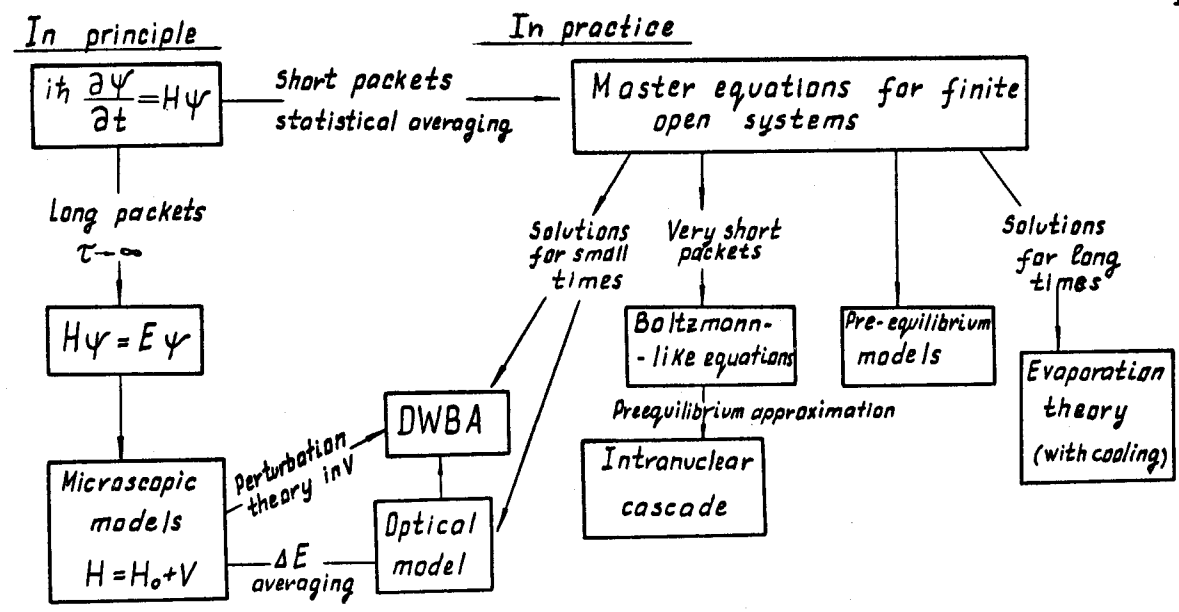 In principle
In practice
iħ ∂Ψ/∂t = HΨ
Short packets
statistical averaging
Master equations for finite
open systems
Long packets
τ→∞
Solutions
for small
times
Very short
packets
Solutions
for long
times
Hψ = Eψ
Boltzmann-
-like equations
Pre-equilibrium
models
Evaporation
theory
(with cooling)
DWBA
Preequilibrium approximation
Perturbation
theory in V
Intranuclear
cascade
Microscopic
models
H = H₀+V
ΔE
averaging
Optical
model